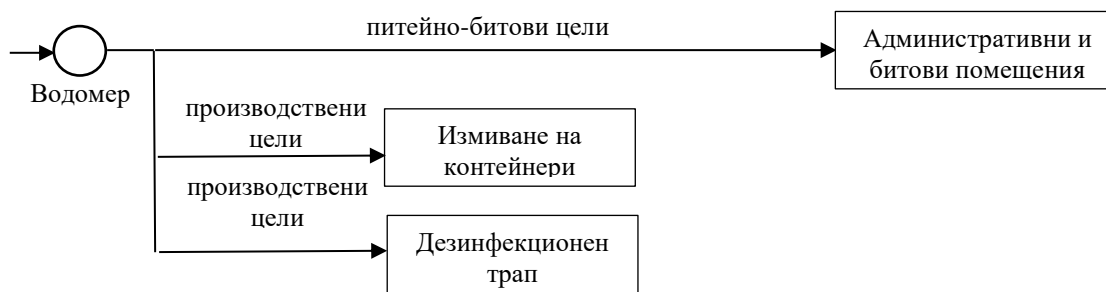 питейно-битови цели
Административни и
битови помещения
Водомер
производствени
цели
Измиване на
контейнери
производствени
цели
Дезинфекционен
трап